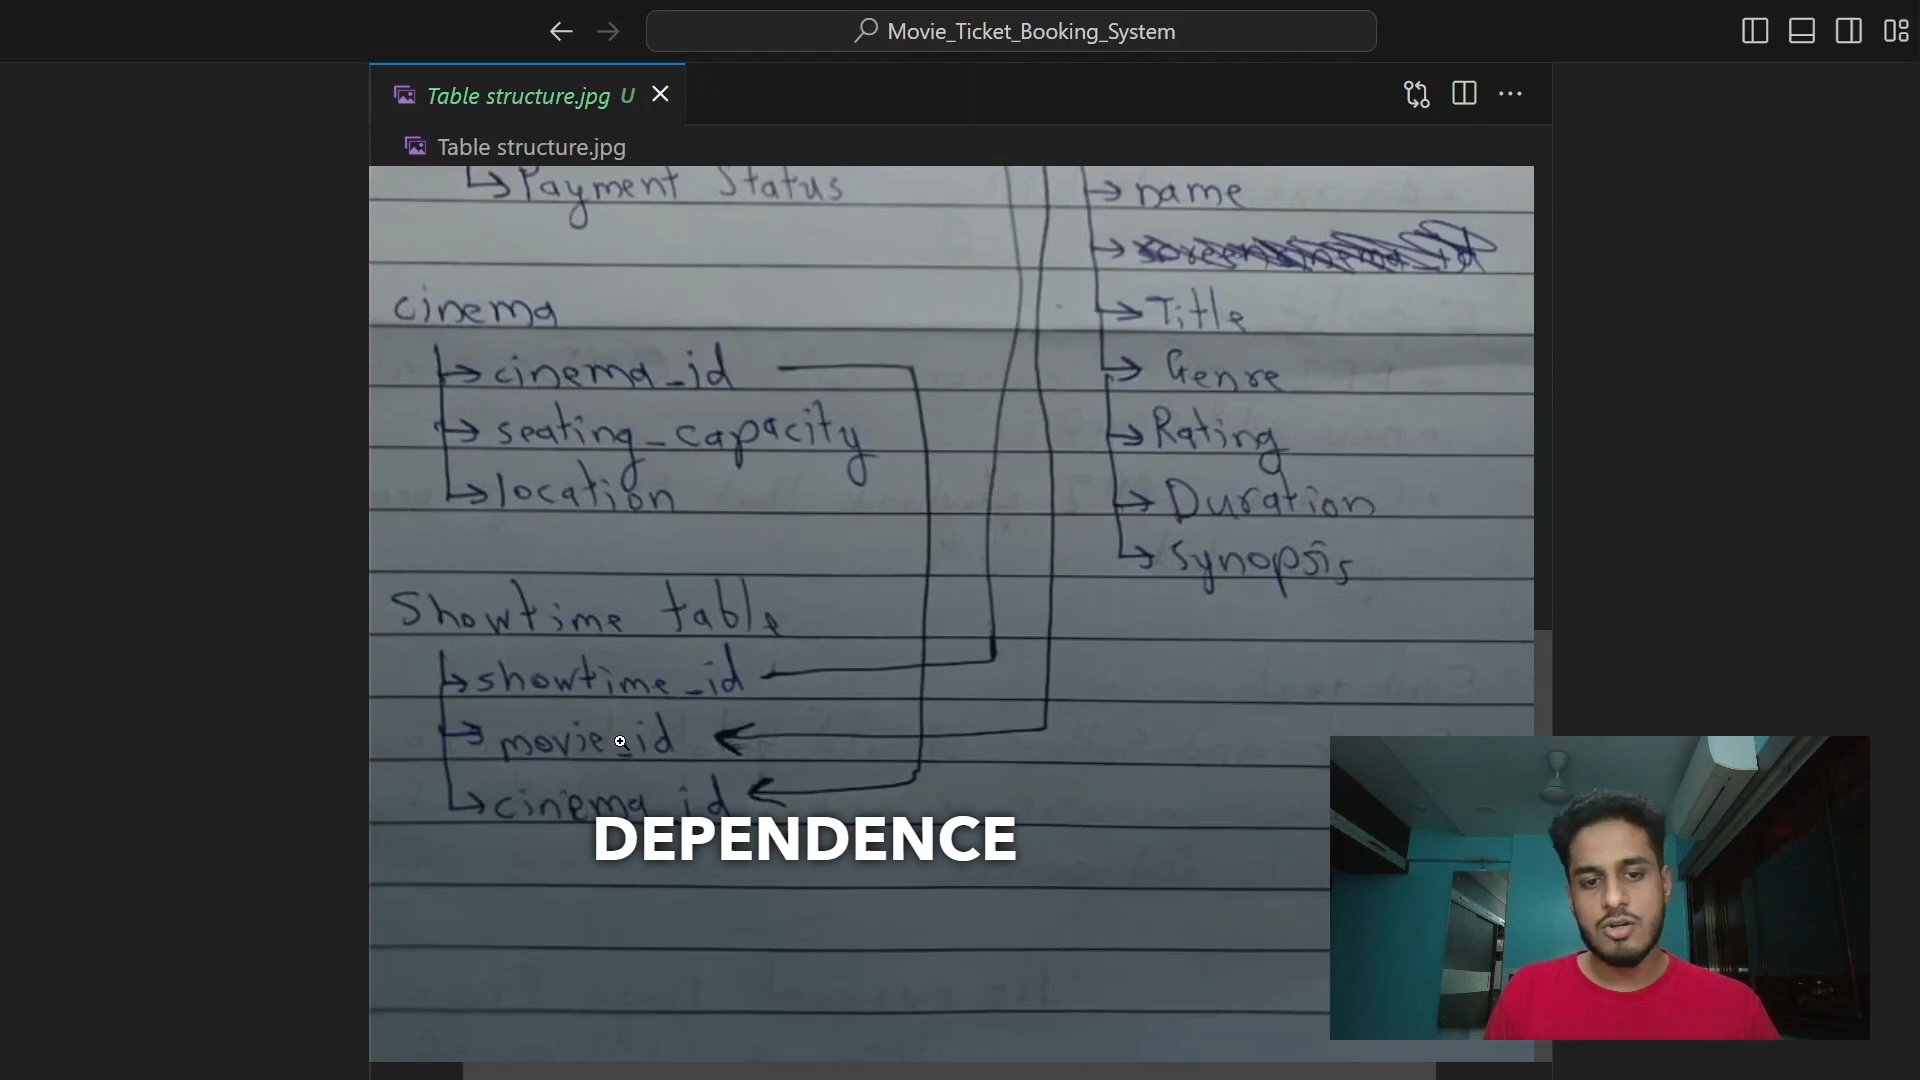 Movie_Ticket_Booking_System
Table structure.jpg U
Table structure.jpg
Payment Status
cinema
cinema_id
seating_capacity
location
Showtime table
showtime_id
movie_id
cinema_id
name
Title
Genre
Rating
Duration
Synopsis
DEPENDENCE